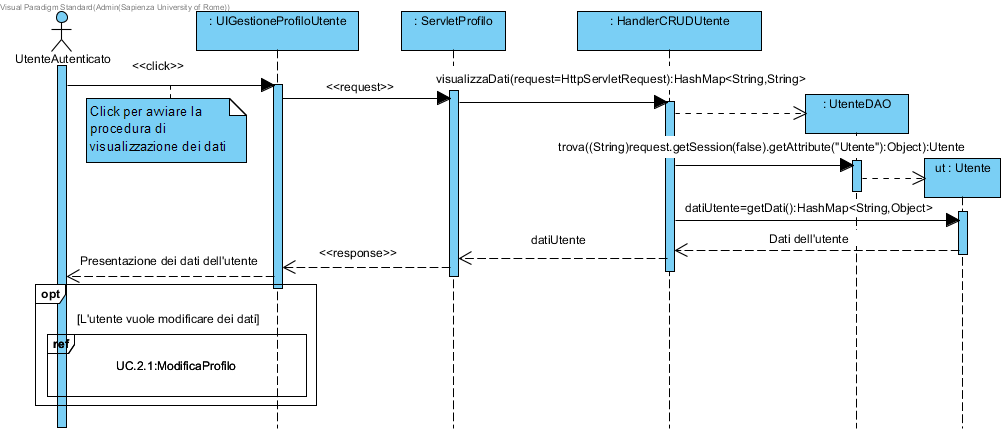 Visual Paradigm Standard(Admin(Sapienza University of Rome))
UtenteAutenticato
: UIGestioneProfiloUtente
: ServletProfilo
: HandlerCRUDUtente
<<click>>
Click per avviare la
procedura di
visualizzazione dei dati
<<request>>
visualizzaDati(request=HttpServletRequest):HashMap<String,String>
: UtenteDAO
trova((String)request.getSession(false).getAttribute("Utente"):Object):Utente
ut : Utente
datiUtente=getDati():HashMap<String,Object>
Dati dell'utente
datiUtente
<<response>>
Presentazione dei dati dell'utente
opt
[L'utente vuole modificare dei dati]
ref
UC.2.1:ModificaProfilo